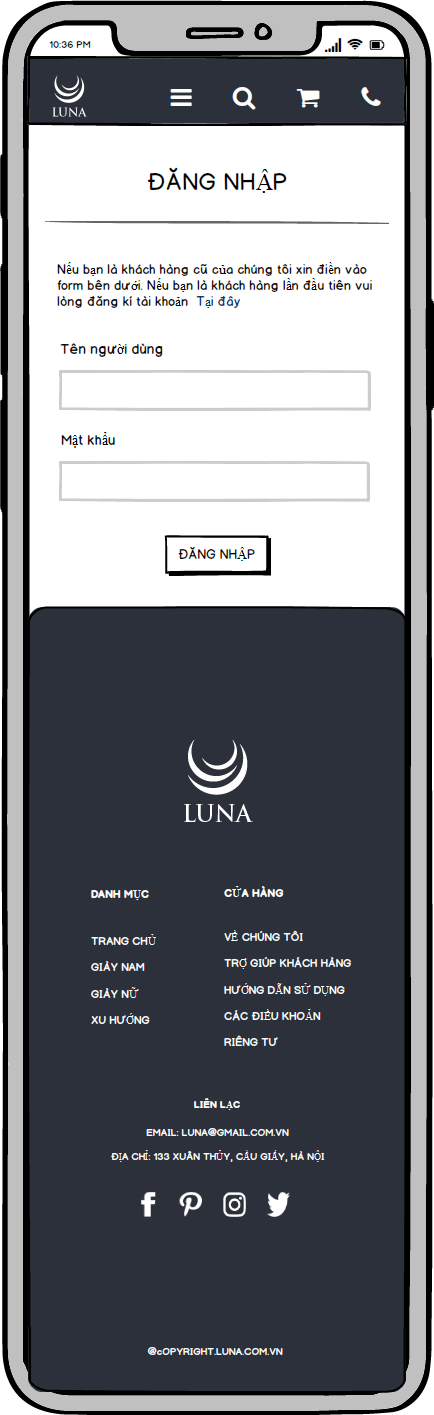 10:36 PM
LUNA
ĐĂNG NHẬP
Nếu bạn là khách hàng cũ của chúng tôi xin điền vào
form bên dưới. Nếu bạn là khách hàng lần đầu tiên vui
lòng đăng kí tài khoản Tại đây
Tên người dùng
Mật khẩu
ĐĂNG NHẬP
LUNA
DANH MỤC
TRANG CHỦ
GIÀY NAM
GIÀY NỮ
XU HƯỚNG
CỬA HÀNG
VỀ CHÚNG TÔI
TRỢ GIÚP KHÁCH HÀNG
HƯỚNG DẪN SỬ DỤNG
CÁC ĐIỀU KHOẢN
RIÊNG TƯ
LIÊN LẠC
EMAIL: LUNA@GMAIL.COM.VN
ĐỊA CHỈ: 133 XUÂN THỦY, CẦU GIẤY, HÀ NỘI
@cOPYRIGHT.LUNA.COM.VN